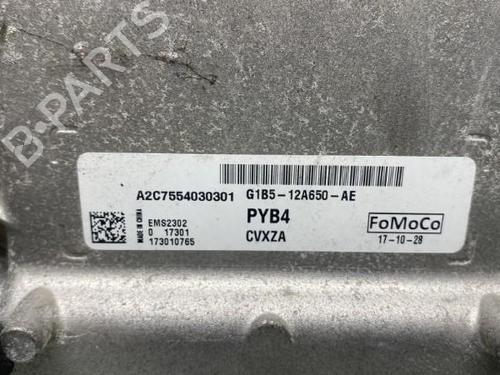 B-PARTS
A2C7554030301 G1B5-12A650-AE
MADE IN CHINA
EMS2302
0 17301
173010765
PYB4
CVXZA
FoMoCo
17-10-28